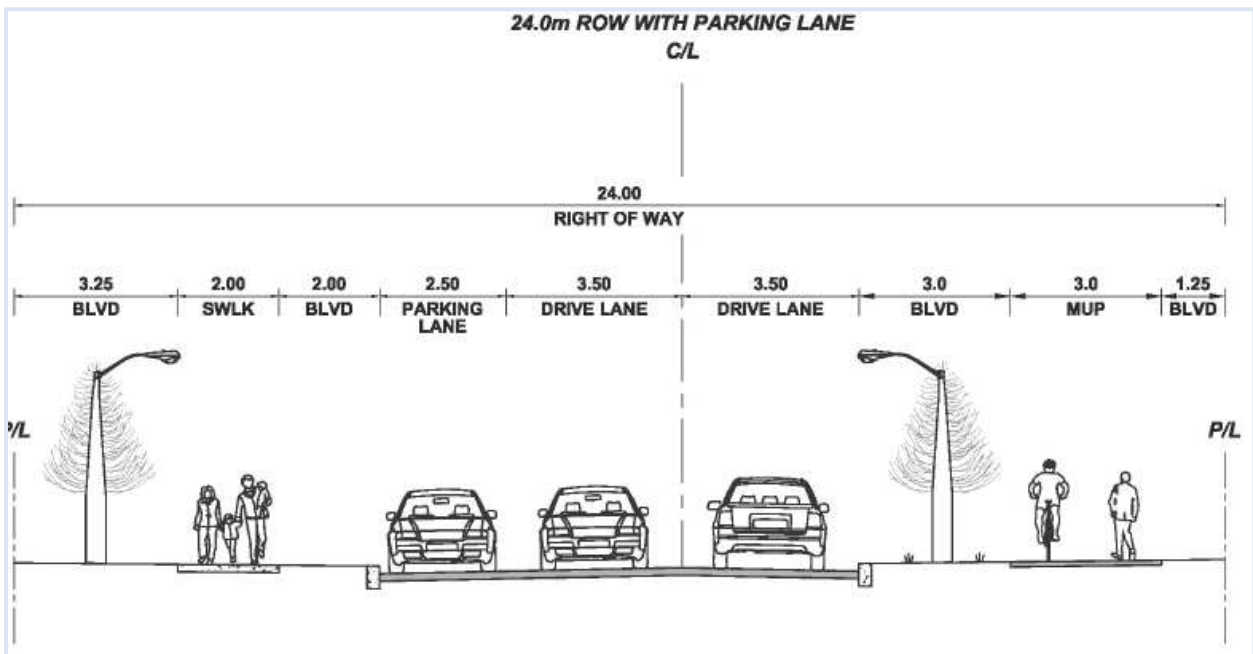 24.0m ROW WITH PARKING LANE
C/L
24.00
RIGHT OF WAY
3.25 2.00 2.00 2.50 3.50 3.50 3.0 3.0 1.25
BLVD SWLK BLVD PARKING DRIVE LANE DRIVE LANE BLVD MUP BLVD
LANE
P/L P/L